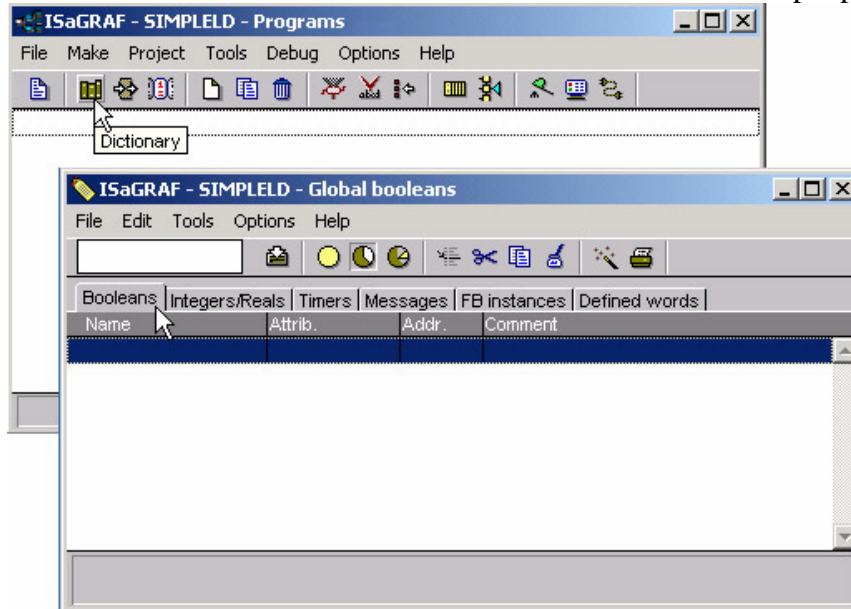 ISaGRAF - SIMPLELD - Programs
File Make Project Tools Debug Options Help
Dictionary
ISaGRAF - SIMPLELD - Global booleans
File Edit Tools Options Help
Booleans Integers/Reals Timers Messages FB instances Defined words
Name Attrib. Addr. Comment